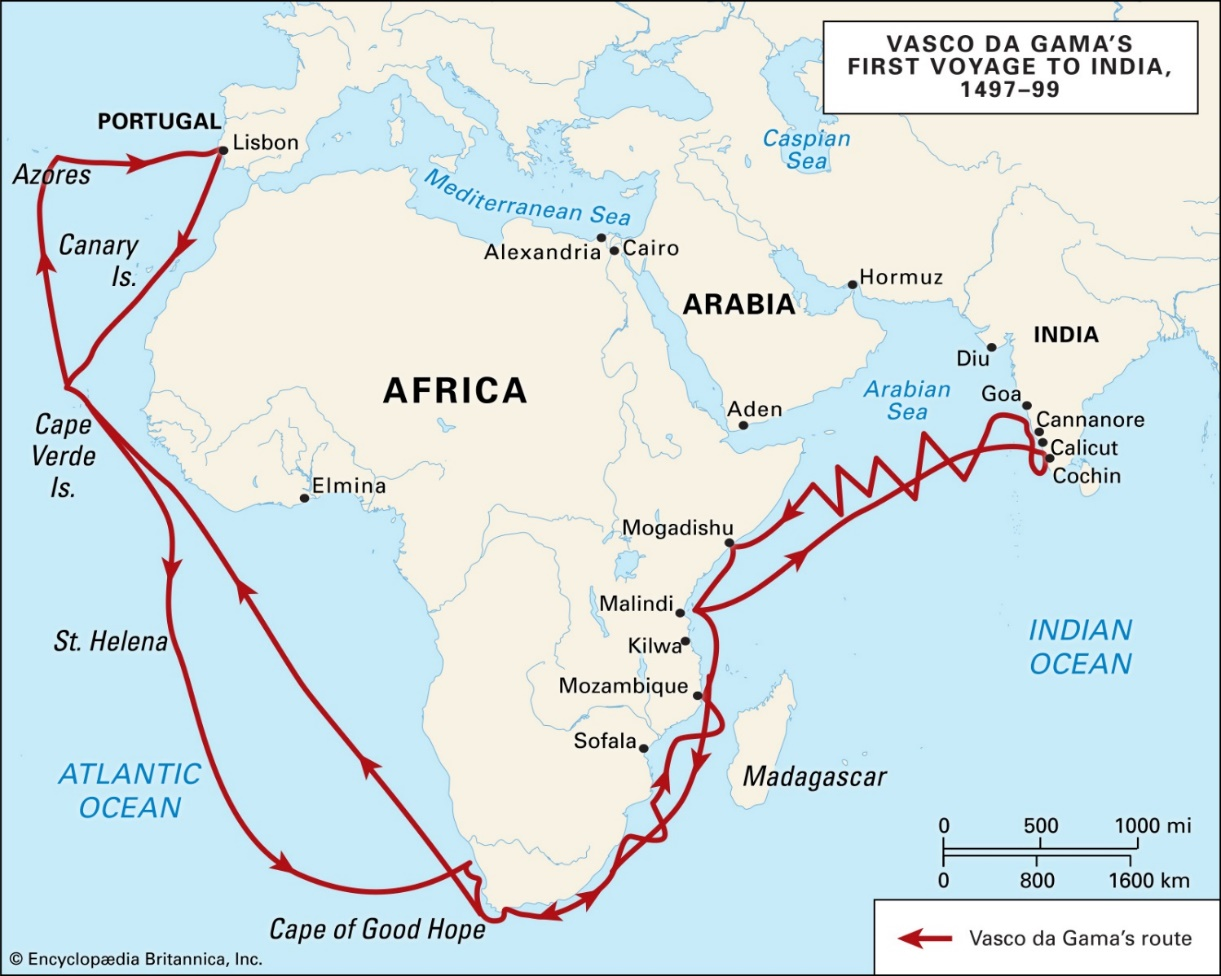 VASCO DA GAMA'S
FIRST VOYAGE TO INDIA,
1497–99
PORTUGAL
Lisbon
Azores
Canary
Is.
Cape
Verde
Is.
Caspian
Sea
Mediterranean Sea
Alexandria
Cairo
ARABIA
Hormuz
INDIA
Diu
Goa
Arabian
Sea
Aden
Cannanore
Calicut
Cochin
AFRICA
Elmina
Mogadishu
Malindi
Kilwa
Mozambique
Sofala
Madagascar
St. Helena
INDIAN
OCEAN
ATLANTIC
OCEAN
Cape of Good Hope
0 500 1000 mi
0 800 1600 km
Vasco da Gama's route
© Encyclopædia Britannica, Inc.